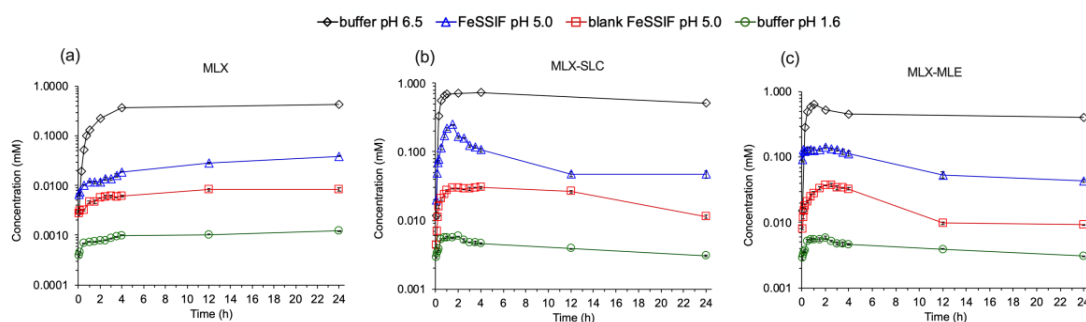 buffer pH 6.5 FeSSIF pH 5.0 blank FeSSIF pH 5.0 buffer pH 1.6
(a) MLX
Concentration (mM)
1.0000
0.1000
0.0100
0.0010
0.0001
0 2 4 6 8 10 12 14 16 18 20 22 24
Time (h)
(b) MLX-SLC
Concentration (mM)
1.000
0.100
0.010
0.001
0 2 4 6 8 10 12 14 16 18 20 22 24
Time (h)
(c) MLX-MLE
Concentration (mM)
1.000
0.100
0.010
0.001
0 2 4 6 8 10 12 14 16 18 20 22 24
Time (h)